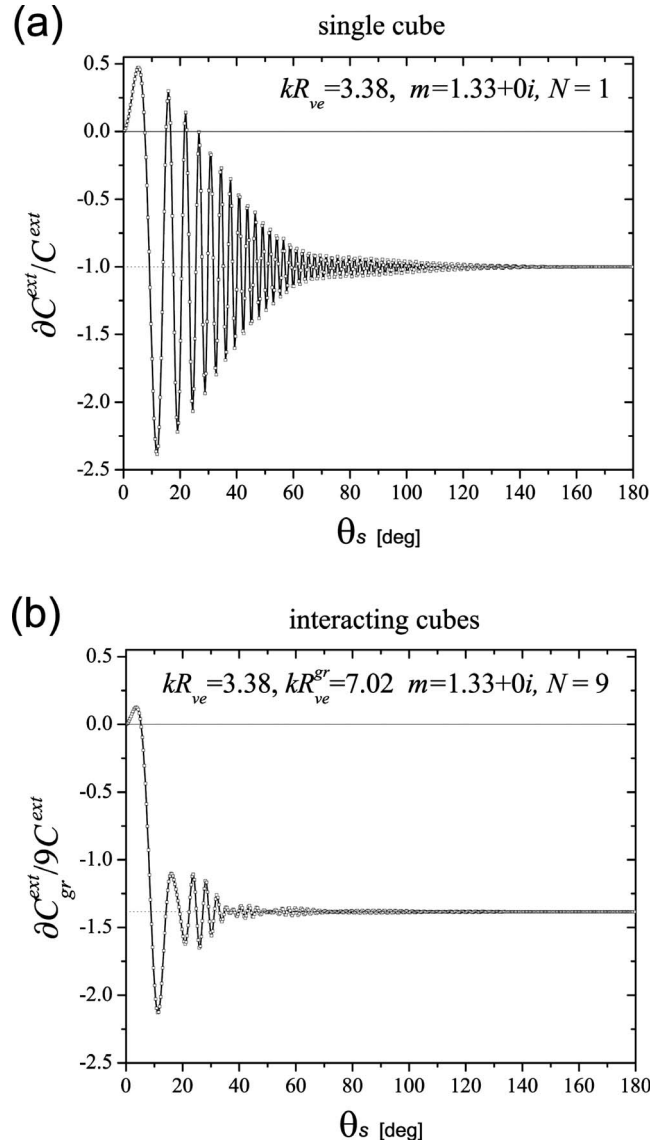 (a)
single cube
kR_ve=3.38, m=1.33+0i, N = 1
0.5
0.0
-0.5
-1.0
-1.5
-2.0
-2.5
∂C^ext/C^ext
0 20 40 60 80 100 120 140 160 180
θ_s [deg]
(b)
interacting cubes
kR_ve=3.38, kR_ve^gr=7.02 m=1.33+0i, N = 9
0.5
0.0
-0.5
-1.0
-1.5
-2.0
-2.5
∂C_gr^ext/9C^ext
0 20 40 60 80 100 120 140 160 180
θ_s [deg]